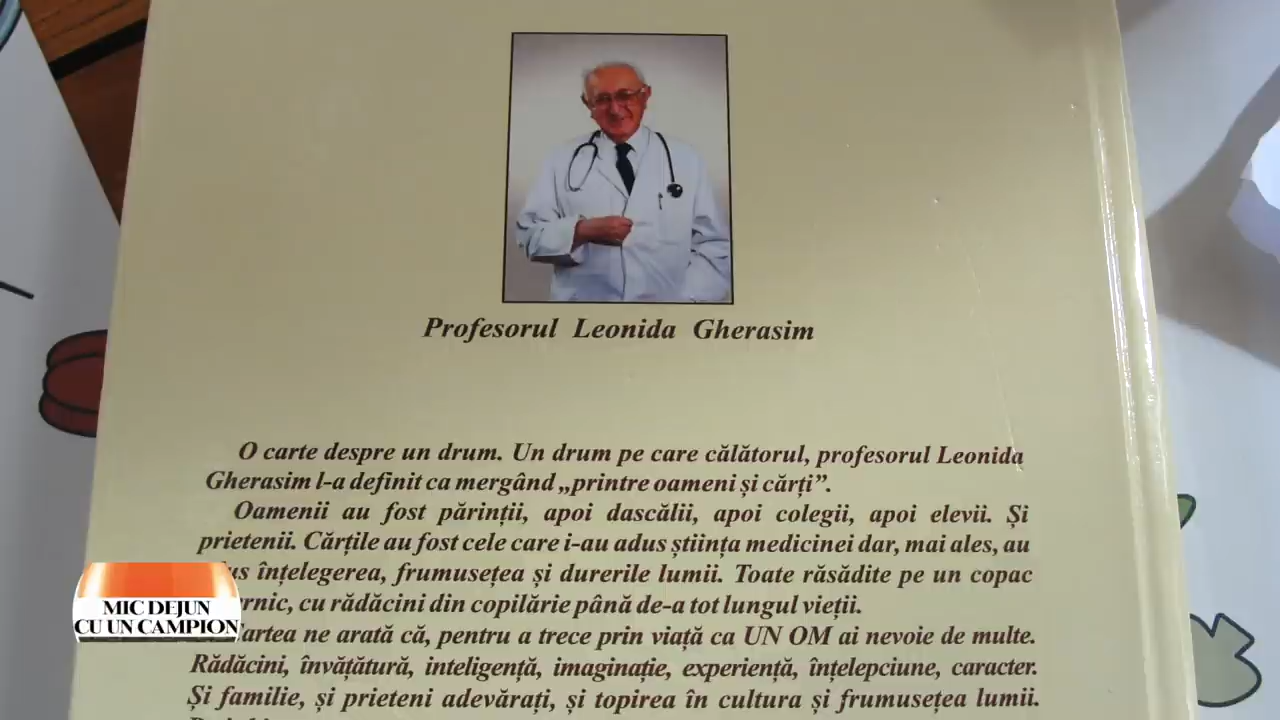 Profesorul Leonida Gherasim
O carte despre un drum. Un drum pe care călătorul, profesorul Leonida
Gherasim l-a definit ca mergând „printre oameni și cărți”.
Oamenii au fost părinții, apoi dascălii, apoi colegii, apoi elevii. Și
prietenii. Cărțile au fost cele care i-au adus știința medicinei dar, mai ales, au
înțelegerea, frumusețea și durerile lumii. Toate răsădite pe un copac
cu rădăcini din copilărie până de-a tot lungul vieții.
Cartea ne arată că, pentru a trece prin viață ca UN OM ai nevoie de multe.
Rădăcini, învățătură, inteligență, imaginație, experiență, înțelepciune, caracter.
Și familie, și prieteni adevărați, și topirea în cultura și frumusețea lumii.
MIC DEJUN
CU UN CAMPION